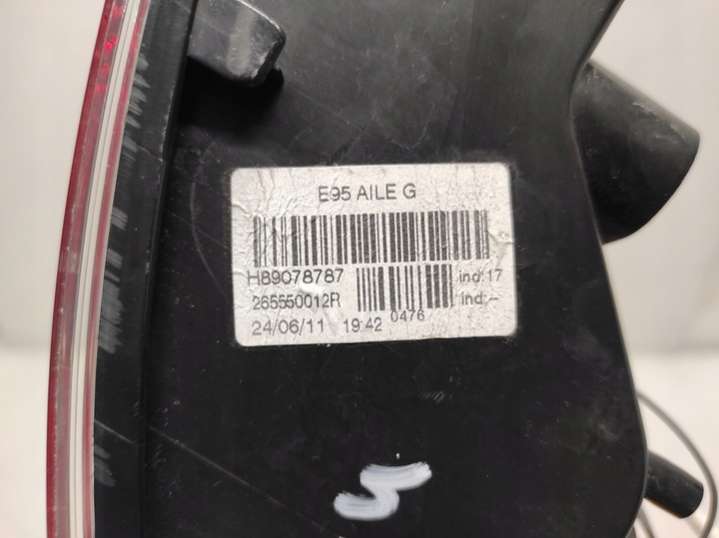 E95 AILE G
H89078787 ind:17
265550012R ind:-
24/06/11 19:42 0476
5